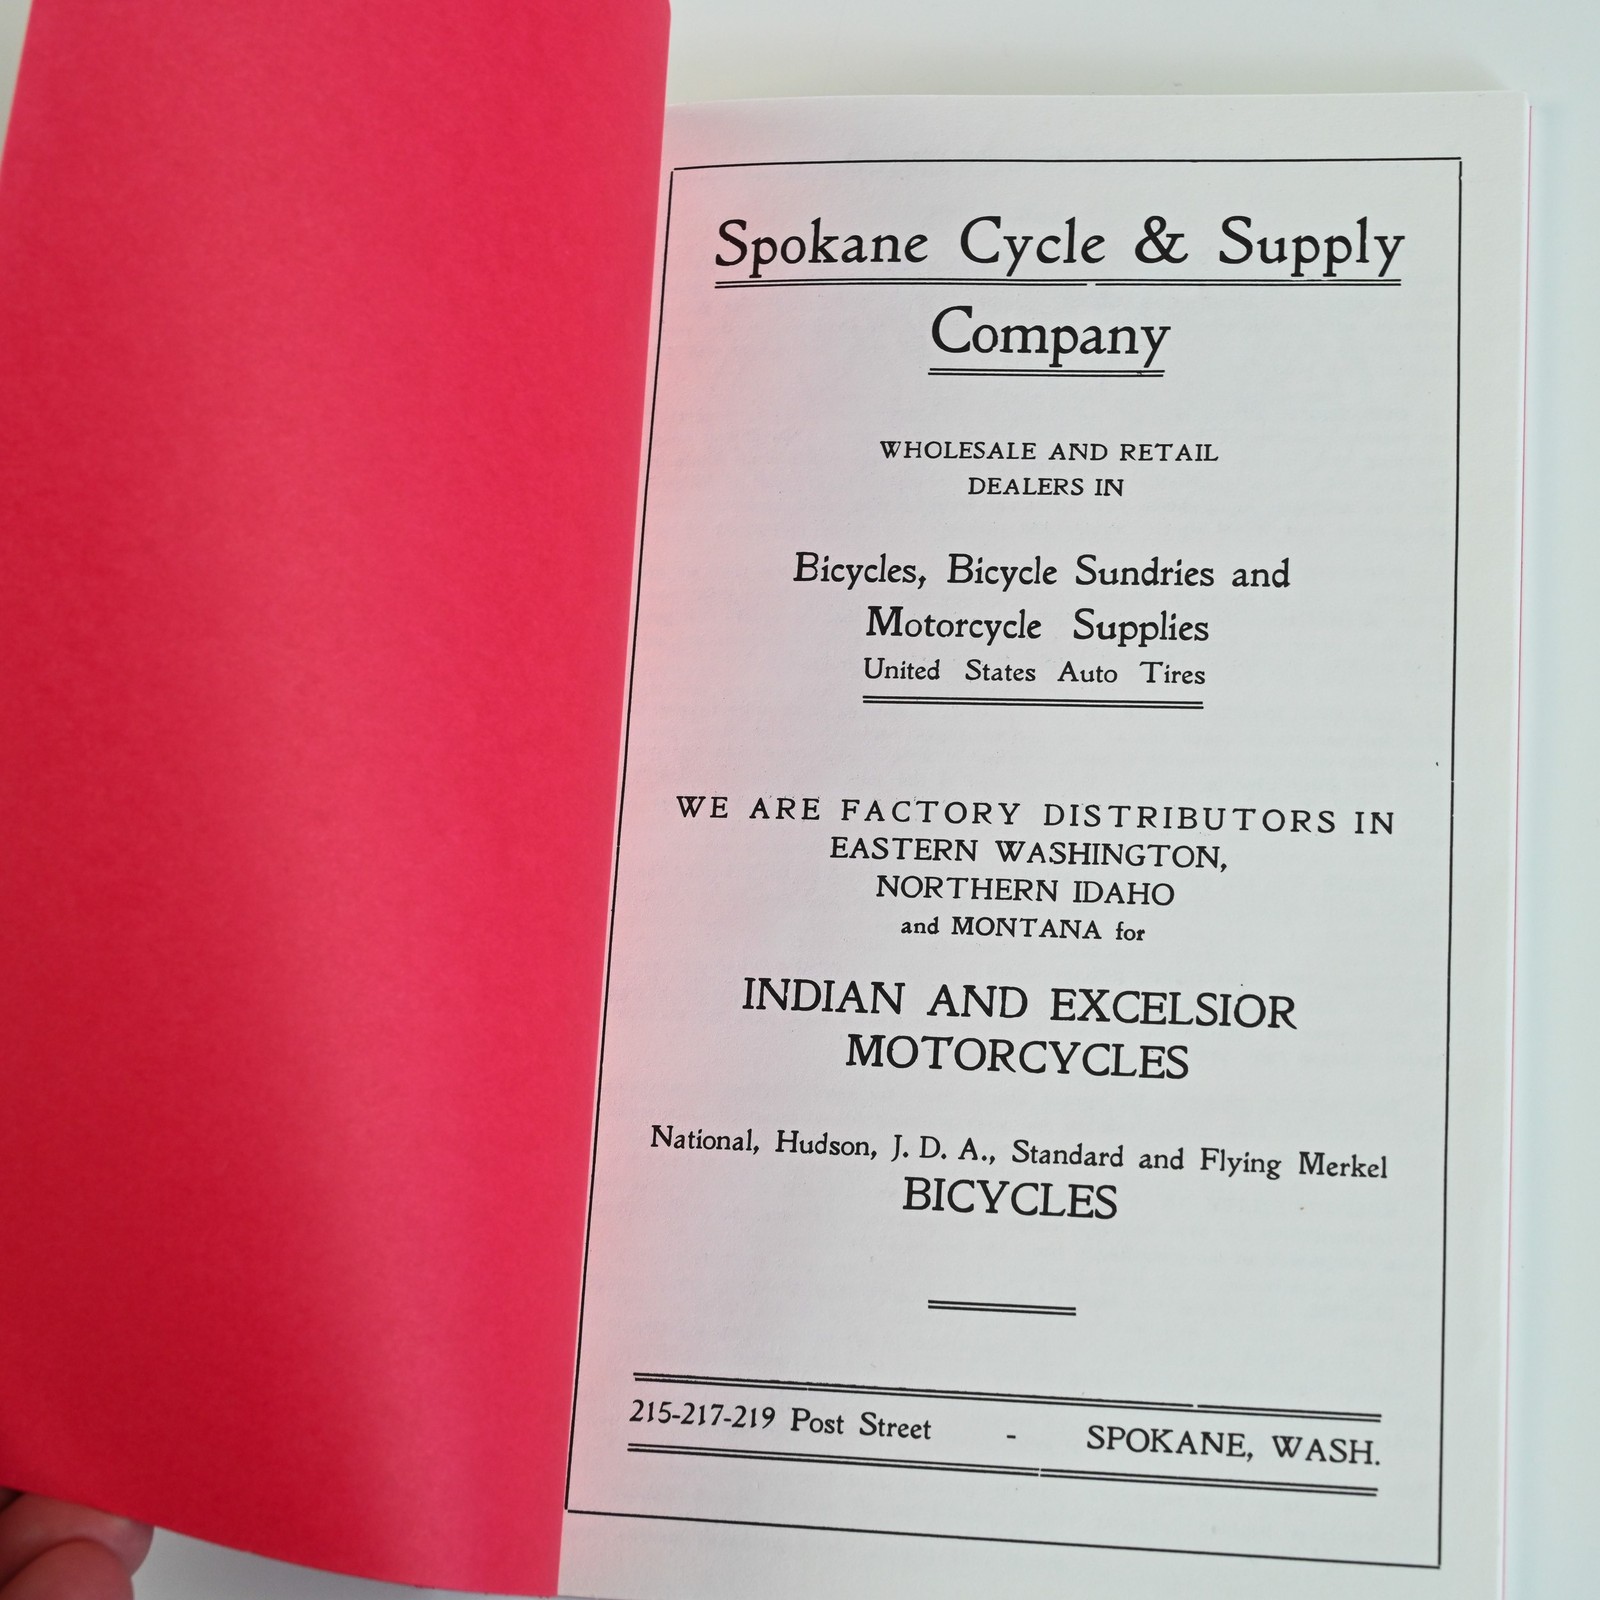 Spokane Cycle & Supply
Company
WHOLESALE AND RETAIL
DEALERS IN
Bicycles, Bicycle Sundries and
Motorcycle Supplies
United States Auto Tires
WE ARE FACTORY DISTRIBUTORS IN
EASTERN WASHINGTON,
NORTHERN IDAHO
and MONTANA for
INDIAN AND EXCELSIOR
MOTORCYCLES
National, Hudson, J. D. A., Standard and Flying Merkel
BICYCLES
215-217-219 Post Street - SPOKANE, WASH.